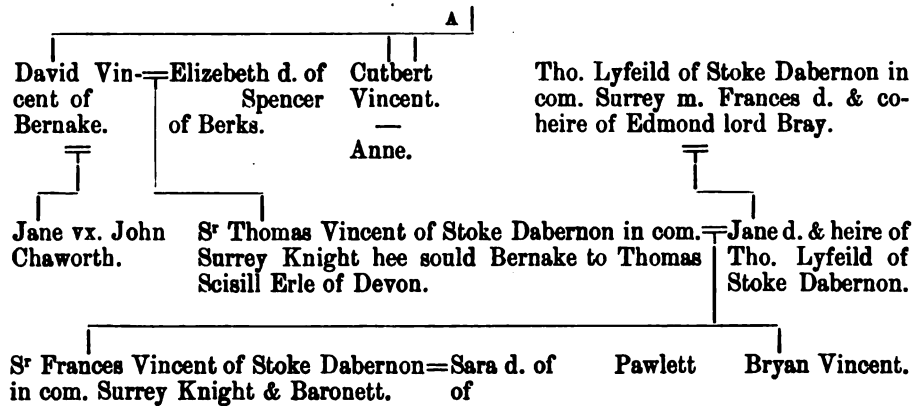 A
David Vin-
cent of
Bernake.
Elizebeth d. of
Spencer
of Berks.
Cutbert
Vincent.
—
Anne.
Tho. Lyfeild of Stoke Dabernon in
com. Surrey m. Frances d. & co-
heire of Edmond lord Bray.
Jane vx. John
Chaworth.
Sr Thomas Vincent of Stoke Dabernon in com.
Surrey Knight hee sould Bernake to Thomas
Scisill Erle of Devon.
Jane d. & heire of
Tho. Lyfeild of
Stoke Dabernon.
Sr Frances Vincent of Stoke Dabernon=Sara d. of Pawlett
in com. Surrey Knight & Baronett. of
Bryan Vincent.